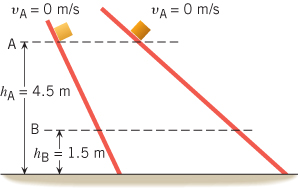 vA = 0 m/s
vA = 0 m/s
A
hA = 4.5 m
B
hB = 1.5 m